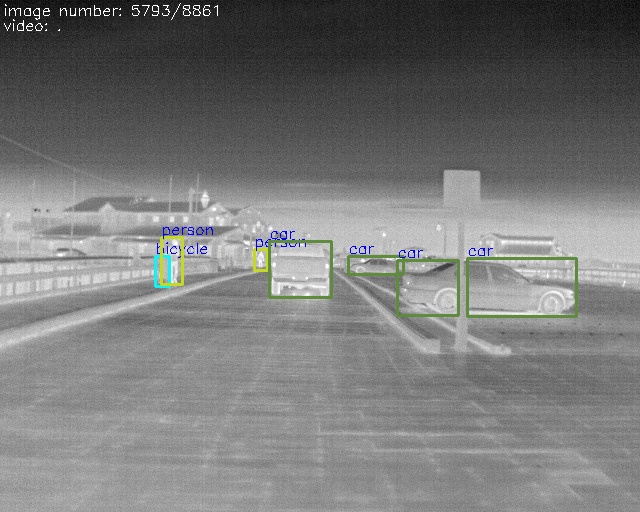 image number: 5793/8861
video: .
person
bicycle
person
car
car
car
car